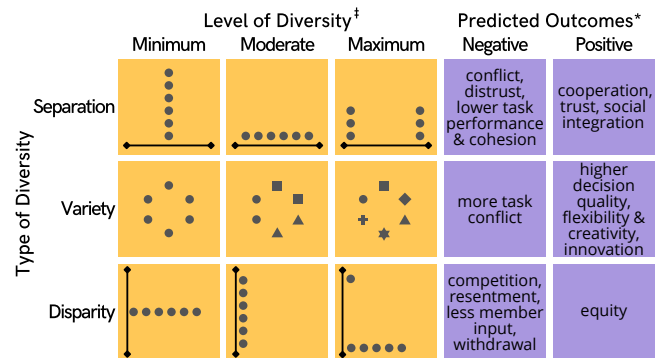 Level of Diversity‡
Predicted Outcomes*
Minimum
Moderate
Maximum
Negative
Positive
Type of Diversity
Separation
conflict,
distrust,
lower task
performance
& cohesion
cooperation,
trust, social
integration
Variety
more task
conflict
higher
decision
quality,
flexibility &
creativity,
innovation
Disparity
competition,
resentment,
less member
input,
withdrawal
equity